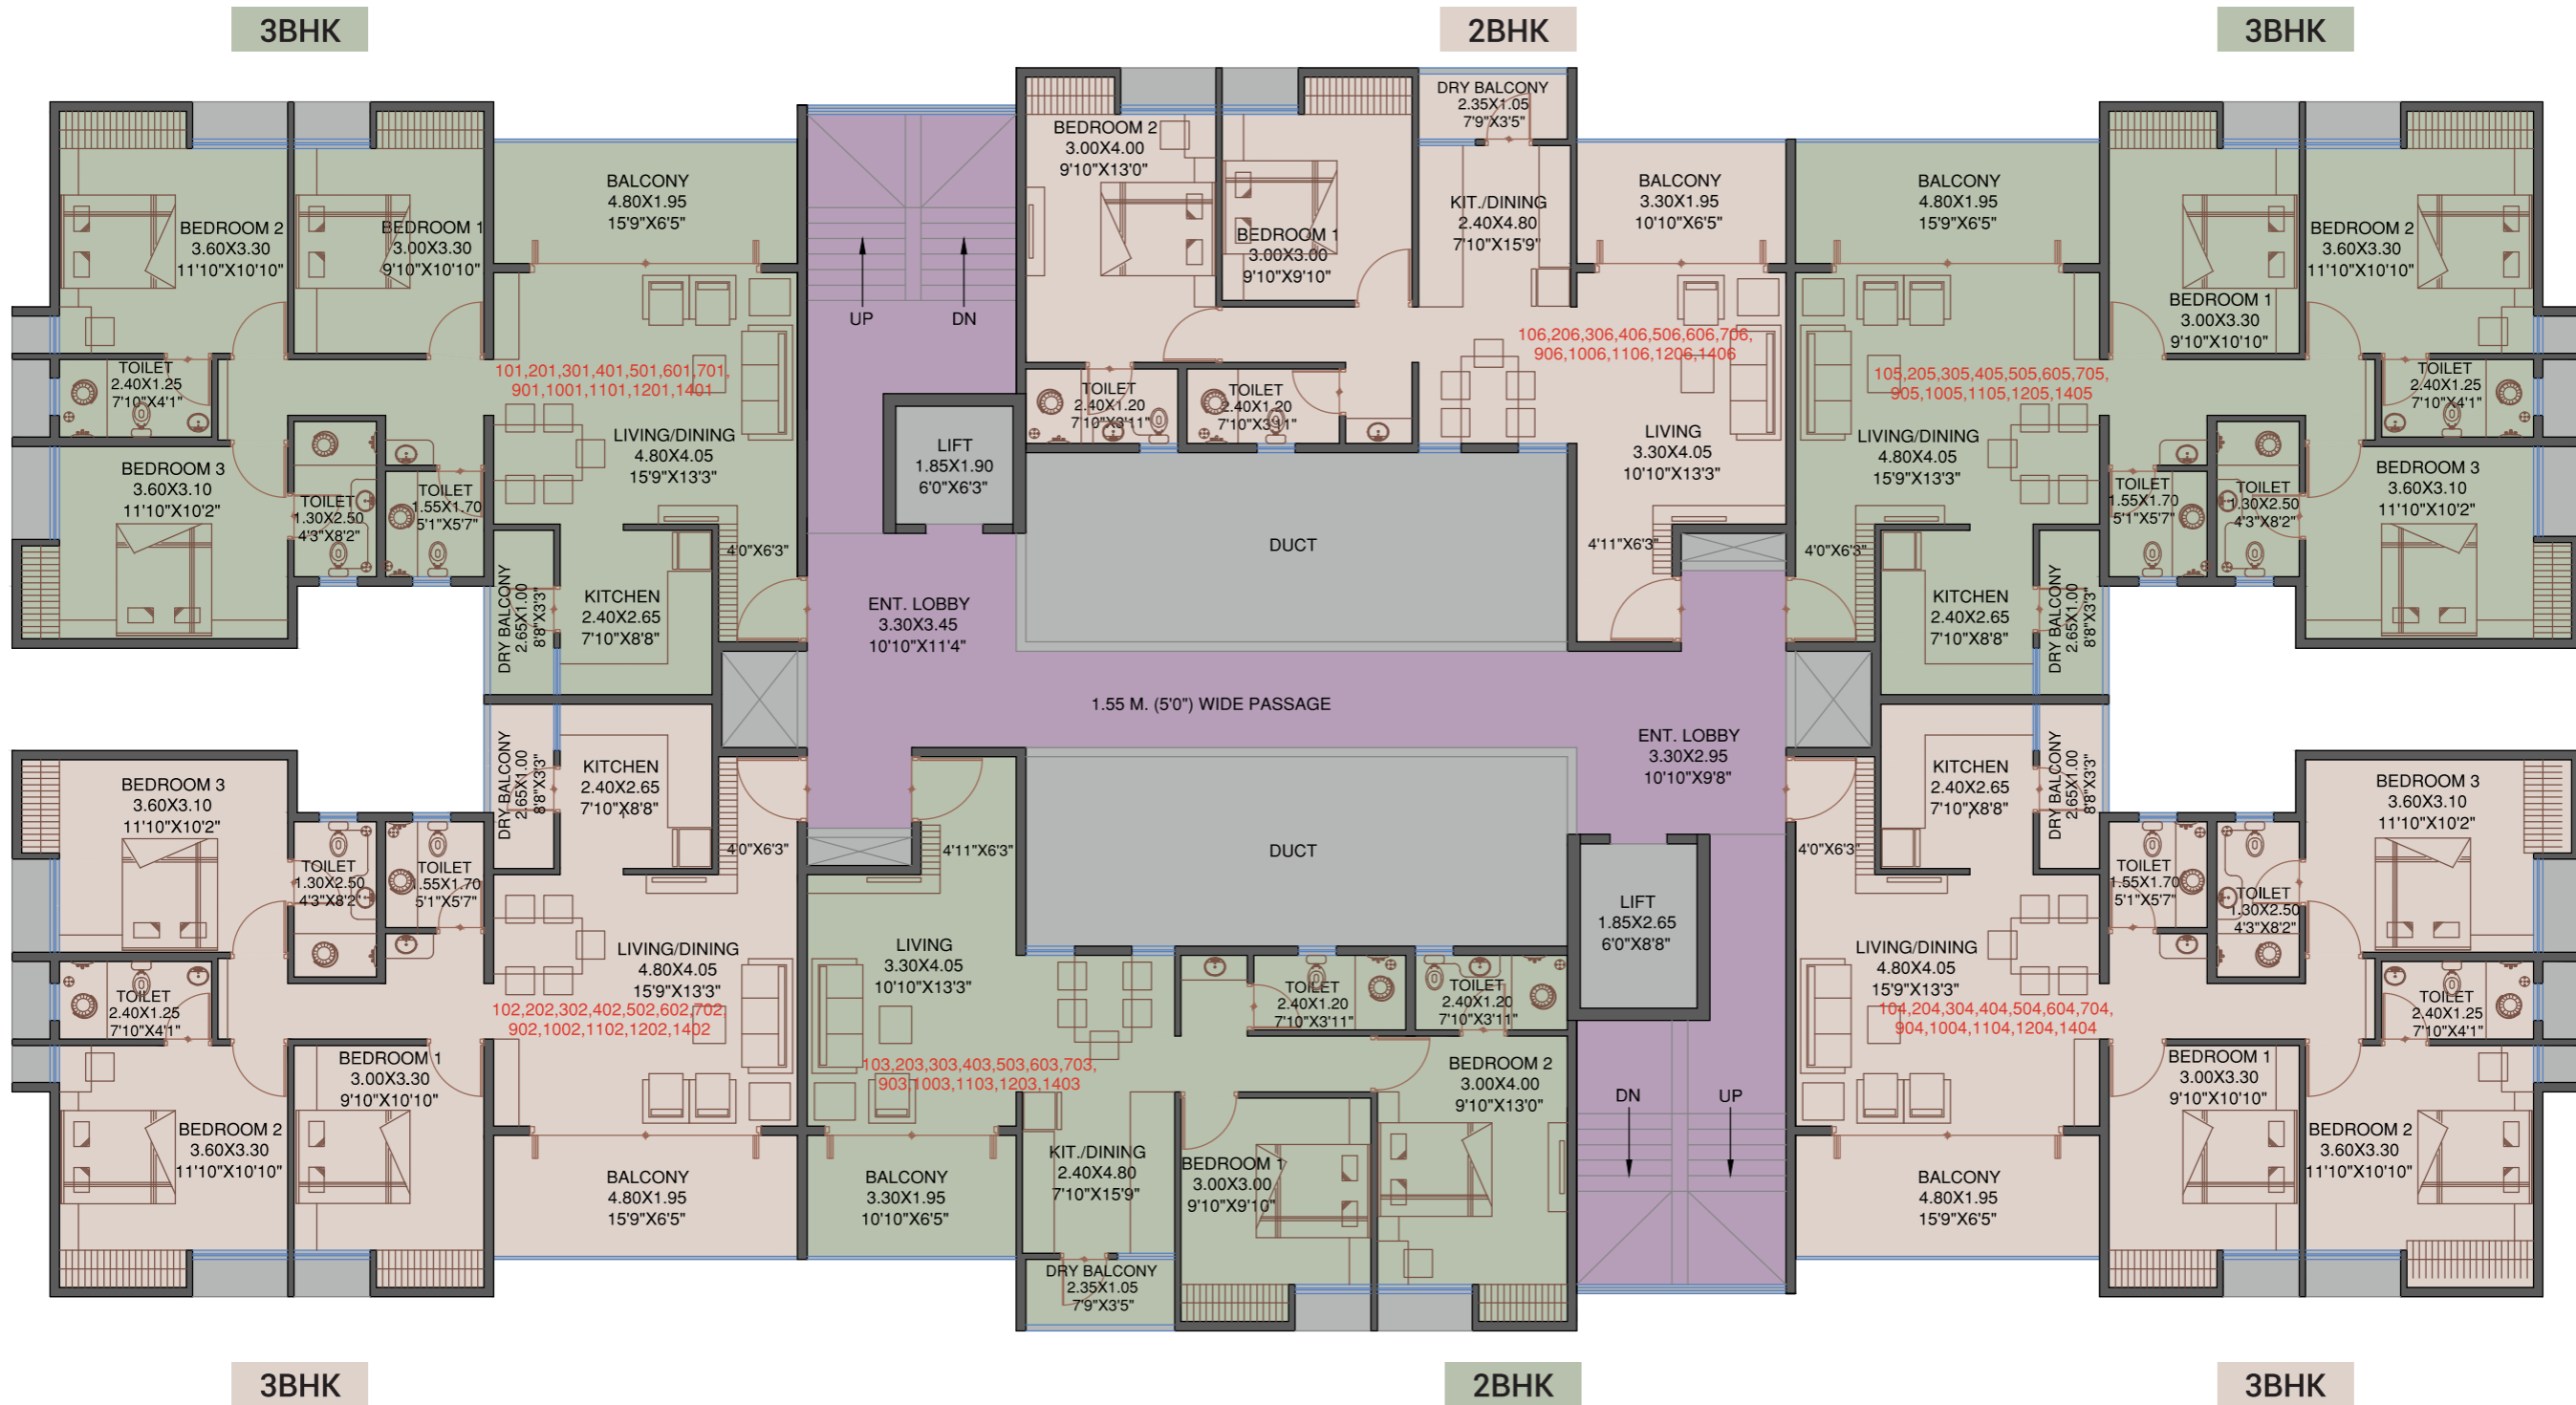 3BHK
2BHK
3BHK
BEDROOM 2
3.60X3.30
11'10"X10'10"
BEDROOM 1
3.00X3.30
9'10"X10'10"
BALCONY
4.80X1.95
15'9"X6'5"
TOILET
2.40X1.25
7'10"X4'1"
101,201,301,401,501,601,701,
901,1001,1101,1201,1401
LIVING/DINING
4.80X4.05
15'9"X13'3"
BEDROOM 3
3.60X3.10
11'10"X10'2"
TOILET
1.30X2.50
4'3"X8'2"
TOILET
1.55X1.70
5'1"X5'7"
DRY BALCONY
2.65X1.00
8'8"X3'3"
KITCHEN
2.40X2.65
7'10"X8'8"
4'0"X6'3"
UP
DN
LIFT
1.85X1.90
6'0"X6'3"
ENT. LOBBY
3.30X3.45
10'10"X11'4"
BEDROOM 2
3.00X4.00
9'10"X13'0"
BEDROOM 1
3.00X3.00
9'10"X9'10"
DRY BALCONY
2.35X1.05
7'9"X3'5"
KIT./DINING
2.40X4.80
7'10"X15'9"
BALCONY
3.30X1.95
10'10"X6'5"
106,206,306,406,506,606,706,
906,1006,1106,1206,1406
TOILET
2.40X1.20
7'10"X3'11"
TOILET
2.40X1.20
7'10"X3'11"
LIVING
3.30X4.05
10'10"X13'3"
4'11"X6'3"
DUCT
BALCONY
4.80X1.95
15'9"X6'5"
BEDROOM 1
3.00X3.30
9'10"X10'10"
BEDROOM 2
3.60X3.30
11'10"X10'10"
105,205,305,405,505,605,705,
905,1005,1105,1205,1405
TOILET
2.40X1.25
7'10"X4'1"
LIVING/DINING
4.80X4.05
15'9"X13'3"
TOILET
1.55X1.70
5'1"X5'7"
TOILET
1.30X2.50
4'3"X8'2"
BEDROOM 3
3.60X3.10
11'10"X10'2"
4'0"X6'3"
KITCHEN
2.40X2.65
7'10"X8'8"
DRY BALCONY
2.65X1.00
8'8"X3'3"
1.55 M. (5'0") WIDE PASSAGE
ENT. LOBBY
3.30X2.95
10'10"X9'8"
BEDROOM 3
3.60X3.10
11'10"X10'2"
DRY BALCONY
2.65X1.00
8'8"X3'3"
KITCHEN
2.40X2.65
7'10"X8'8"
4'0"X6'3"
TOILET
1.30X2.50
4'3"X8'2"
TOILET
1.55X1.70
5'1"X5'7"
LIVING/DINING
4.80X4.05
15'9"X13'3"
TOILET
2.40X1.25
7'10"X4'1"
102,202,302,402,502,602,702,
902,1002,1102,1202,1402
BEDROOM 2
3.60X3.30
11'10"X10'10"
BEDROOM 1
3.00X3.30
9'10"X10'10"
BALCONY
4.80X1.95
15'9"X6'5"
4'11"X6'3"
DUCT
LIVING
3.30X4.05
10'10"X13'3"
TOILET
2.40X1.20
7'10"X3'11"
TOILET
2.40X1.20
7'10"X3'11"
103,203,303,403,503,603,703,
903,1003,1103,1203,1403
BALCONY
3.30X1.95
10'10"X6'5"
KIT./DINING
2.40X4.80
7'10"X15'9"
BEDROOM 1
3.00X3.00
9'10"X9'10"
BEDROOM 2
3.00X4.00
9'10"X13'0"
DRY BALCONY
2.35X1.05
7'9"X3'5"
LIFT
1.85X2.65
6'0"X8'8"
DN
UP
4'0"X6'3"
KITCHEN
2.40X2.65
7'10"X8'8"
DRY BALCONY
2.65X1.00
8'8"X3'3"
BEDROOM 3
3.60X3.10
11'10"X10'2"
TOILET
1.55X1.70
5'1"X5'7"
TOILET
1.30X2.50
4'3"X8'2"
LIVING/DINING
4.80X4.05
15'9"X13'3"
104,204,304,404,504,604,704,
904,1004,1104,1204,1404
TOILET
2.40X1.25
7'10"X4'1"
BEDROOM 1
3.00X3.30
9'10"X10'10"
BEDROOM 2
3.60X3.30
11'10"X10'10"
BALCONY
4.80X1.95
15'9"X6'5"
3BHK
2BHK
3BHK